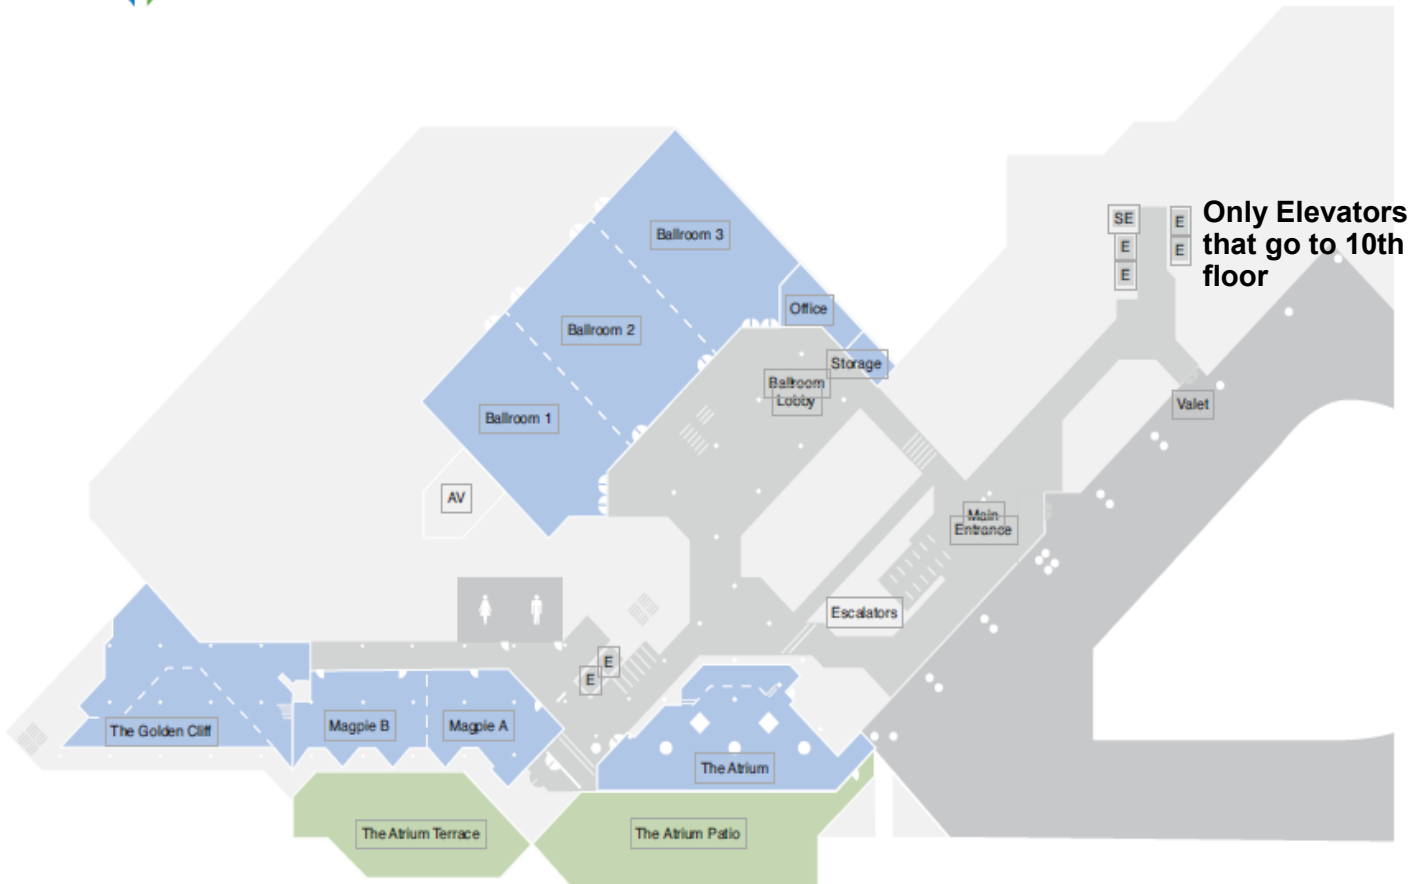 SE
E
Only Elevators
that go to 10th
floor
E
E
E
Ballroom 3
Office
Ballroom 2
Storage
Ballroom
Lobby
Valet
Ballroom 1
AV
Main
Entrance
Escalators
E
E
The Golden Cliff
Magpie B
Magpie A
The Atrium
The Atrium Terrace
The Atrium Patio